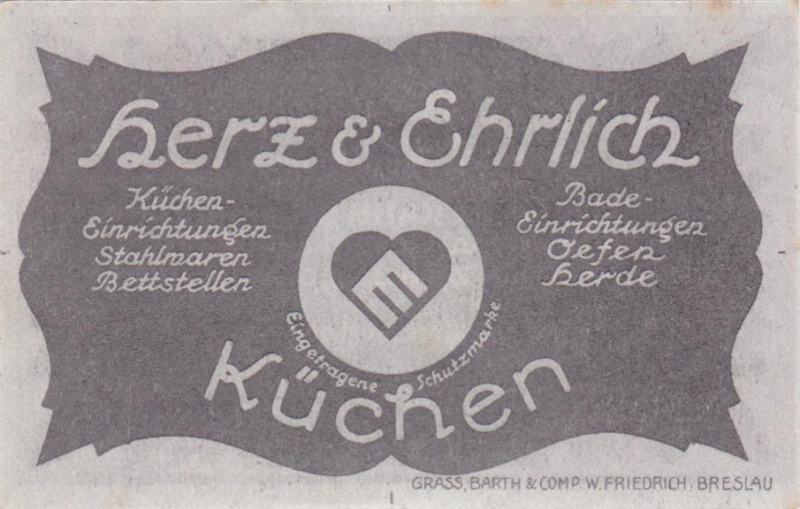 Herz & Ehrlich
Küchen-
Einrichtungen
Stahlwaren
Bettstellen
Bade-
Einrichtungen
Oefen
Herde
E
Eingetragene Schutzmarke.
Küchen
GRASS, BARTH & COMP. W. FRIEDRICH, BRESLAU